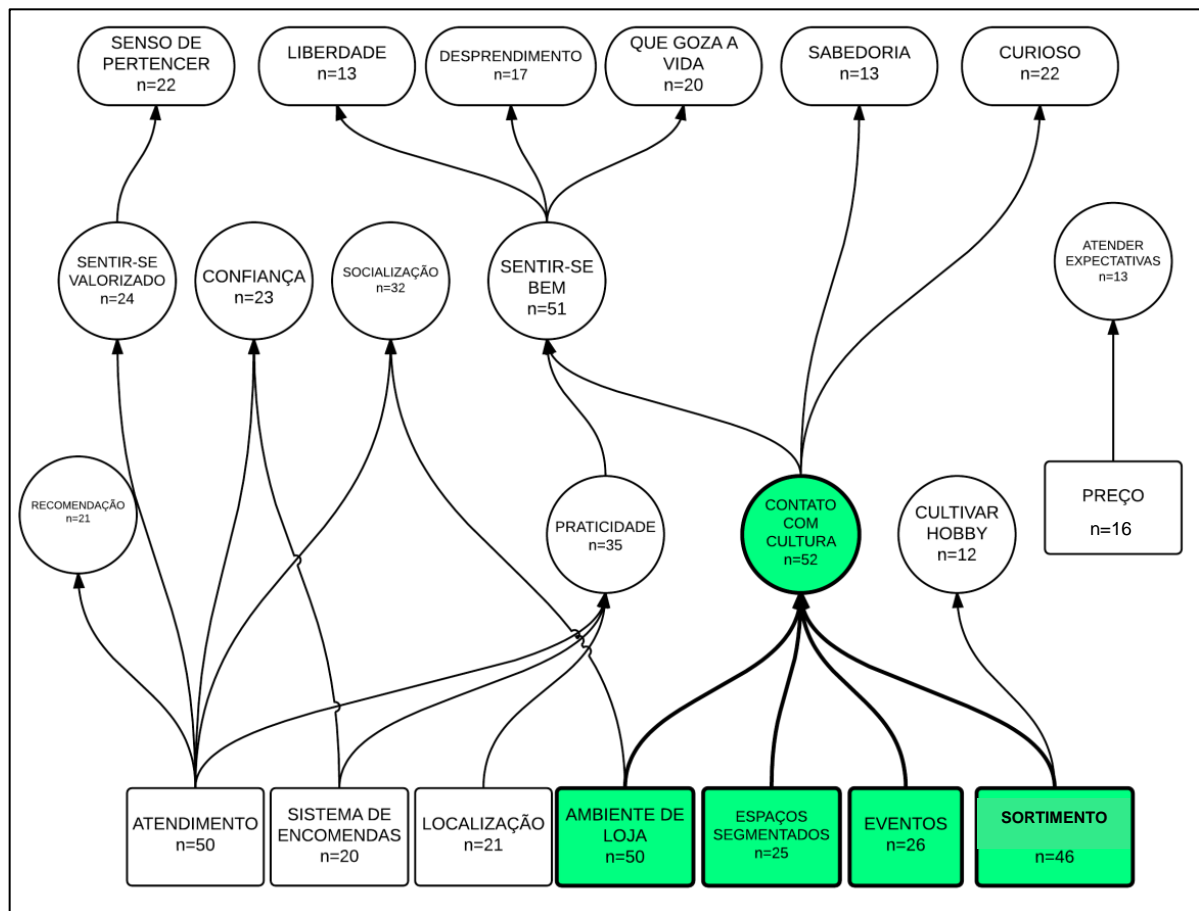 SENSO DE
PERTENCER
n=22
LIBERDADE
n=13
DESPRENDIMENTO
n=17
QUE GOZA A
VIDA
n=20
SABEDORIA
n=13
CURIOSO
n=22
SENTIR-SE
VALORIZADO
n=24
CONFIANÇA
n=23
SOCIALIZAÇÃO
n=32
SENTIR-SE
BEM
n=51
ATENDER
EXPECTATIVAS
n=13
RECOMENDAÇÃO
n=21
PRATICIDADE
n=35
CONTATO
COM
CULTURA
n=52
CULTIVAR
HOBBY
n=12
PREÇO
n=16
ATENDIMENTO
n=50
SISTEMA DE
ENCOMENDAS
n=20
LOCALIZAÇÃO
n=21
AMBIENTE DE
LOJA
n=50
ESPAÇOS
SEGMENTADOS
n=25
EVENTOS
n=26
SORTIMENTO
n=46